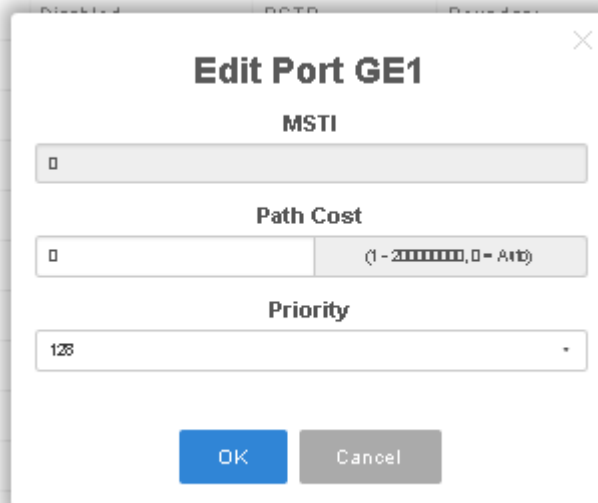 Edit Port GE1
MSTI
0
Path Cost
0
(1 - 200000000, 0 = Auto)
Priority
128
OK
Cancel